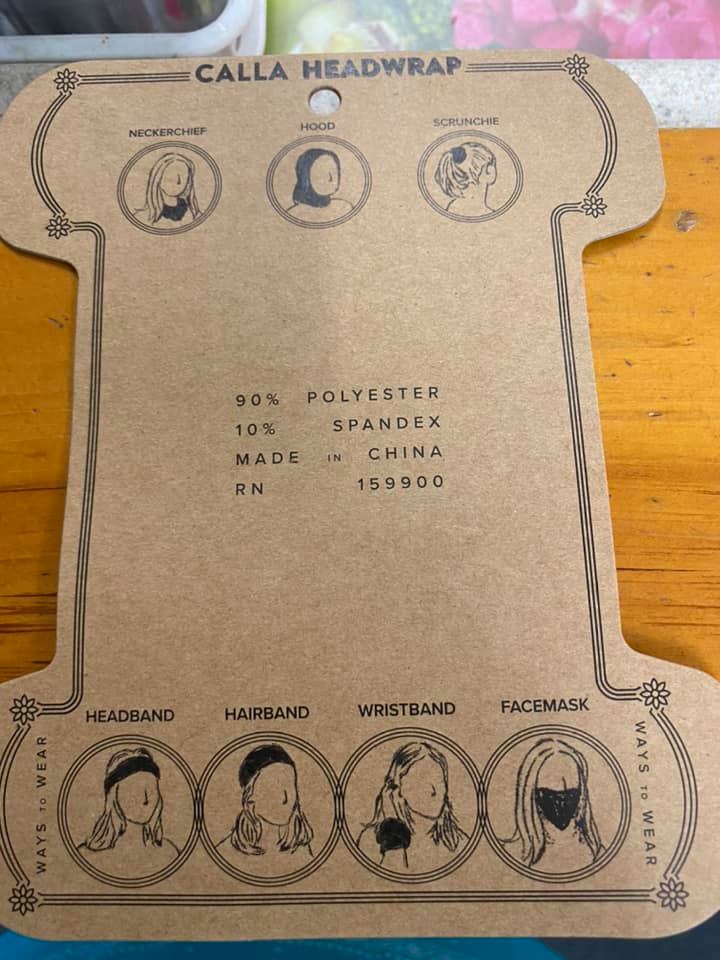 CALLA HEADWRAP
NECKERCHIEF
HOOD
SCRUNCHIE
90% POLYESTER
10% SPANDEX
MADE IN CHINA
RN 159900
HEADBAND
HAIRBAND
WRISTBAND
FACEMASK
WAYS TO WEAR
WAYS TO WEAR